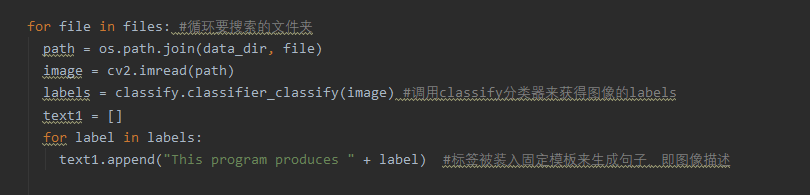 for file in files: #循环要搜索的文件夹
path = os.path.join(data_dir, file)
image = cv2.imread(path)
labels = classify.classifier_classify(image) #调用classify分类器来获得图像的labels
text1 = []
for label in labels:
text1.append("This program produces " + label) #标签被装入固定模板来生成句子 即图像描述